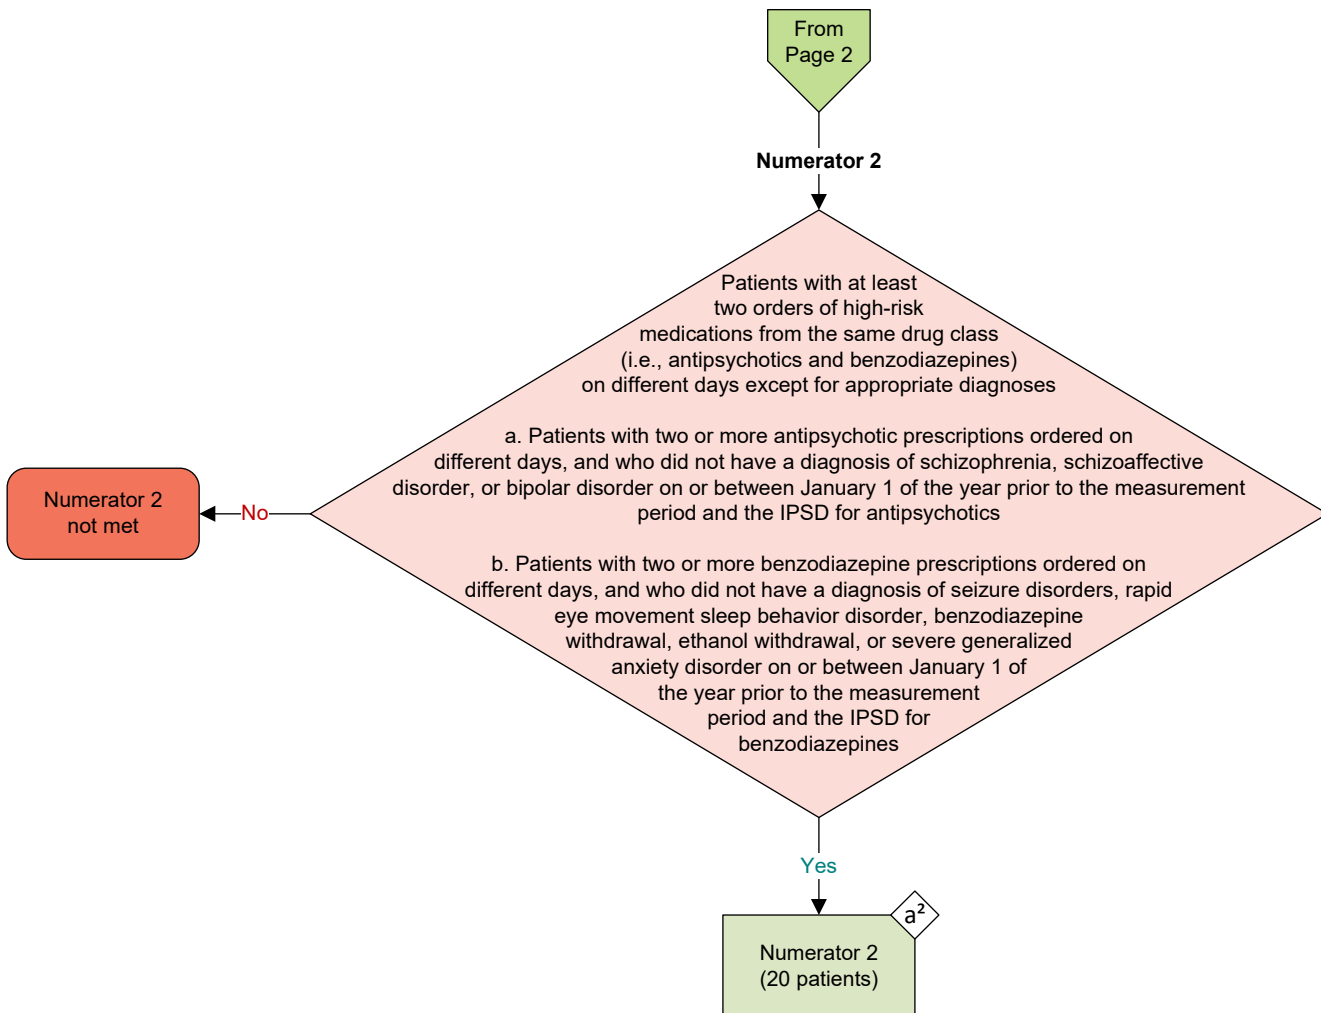 From
Page 2
Numerator 2
Patients with at least
two orders of high-risk
medications from the same drug class
(i.e., antipsychotics and benzodiazepines)
on different days except for appropriate diagnoses
a. Patients with two or more antipsychotic prescriptions ordered on
different days, and who did not have a diagnosis of schizophrenia, schizoaffective
disorder, or bipolar disorder on or between January 1 of the year prior to the measurement
period and the IPSD for antipsychotics
b. Patients with two or more benzodiazepine prescriptions ordered on
different days, and who did not have a diagnosis of seizure disorders, rapid
eye movement sleep behavior disorder, benzodiazepine
withdrawal, ethanol withdrawal, or severe generalized
anxiety disorder on or between January 1 of
the year prior to the measurement
period and the IPSD for
benzodiazepines
No
Numerator 2
not met
Yes
a²
Numerator 2
(20 patients)